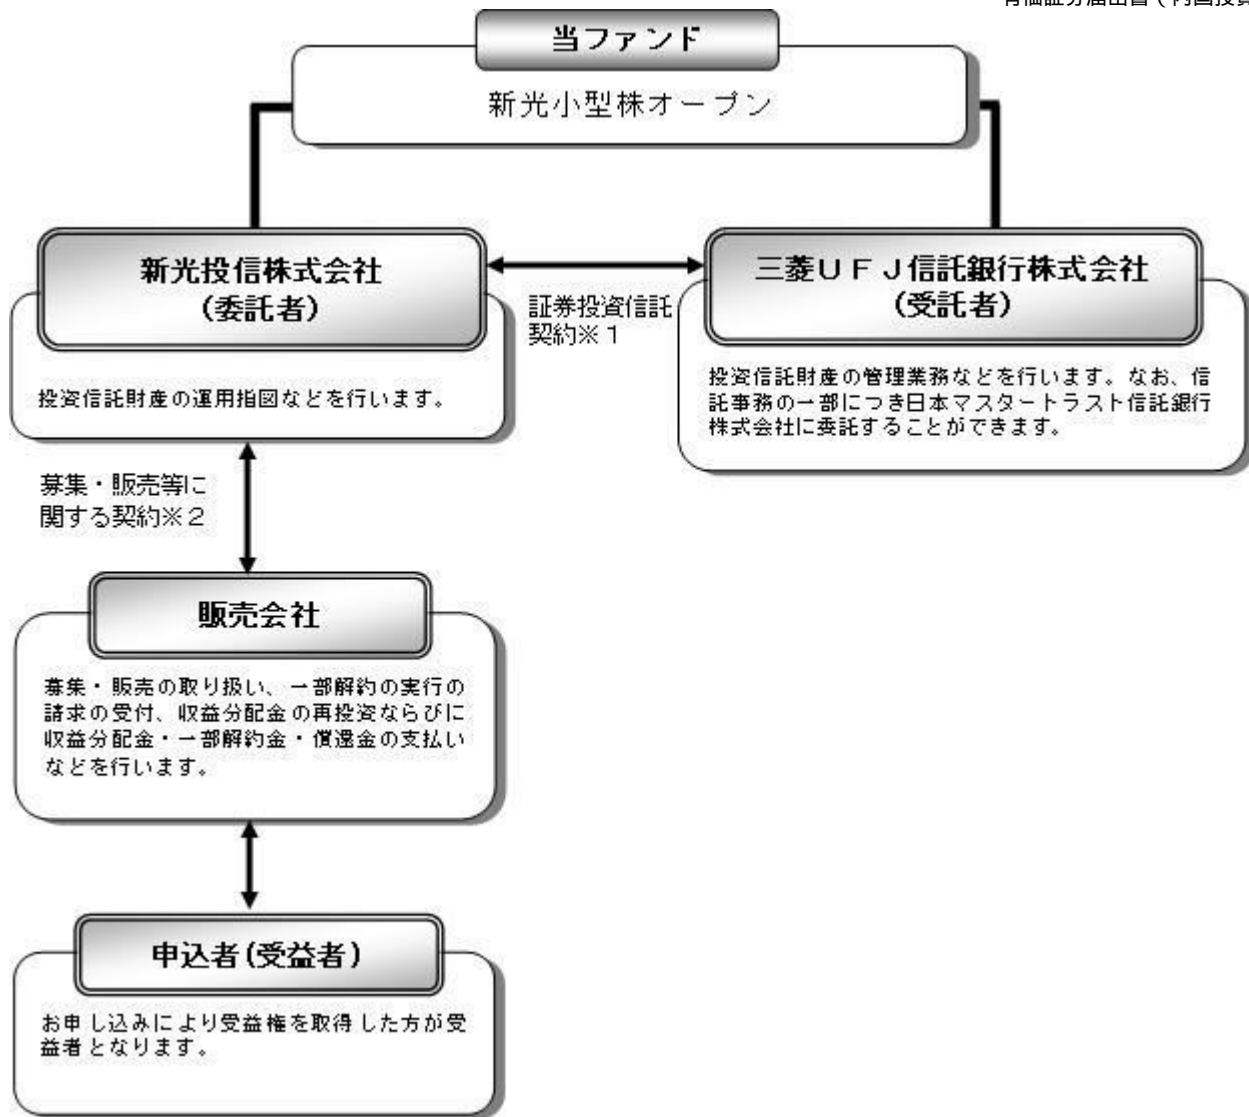 当ファンド
新光小型株オープン
新光投信株式会社
(委託者)
投資信託財産の運用指図などを行います。
証券投資信託
契約※１
三菱ＵＦＪ信託銀行株式会社
(受託者)
投資信託財産の管理業務などを行います。なお、信
託事務の一部につき日本マスタートラスト信託銀行
株式会社に委託することができます。
募集・販売等に
関する契約※２
販売会社
募集・販売の取り扱い、一部解約の実行の
請求の受付、収益分配金の再投資ならびに
収益分配金・一部解約金・償還金の支払い
などを行います。
申込者(受益者)
お申し込みにより受益権を取得した方が受
益者となります。